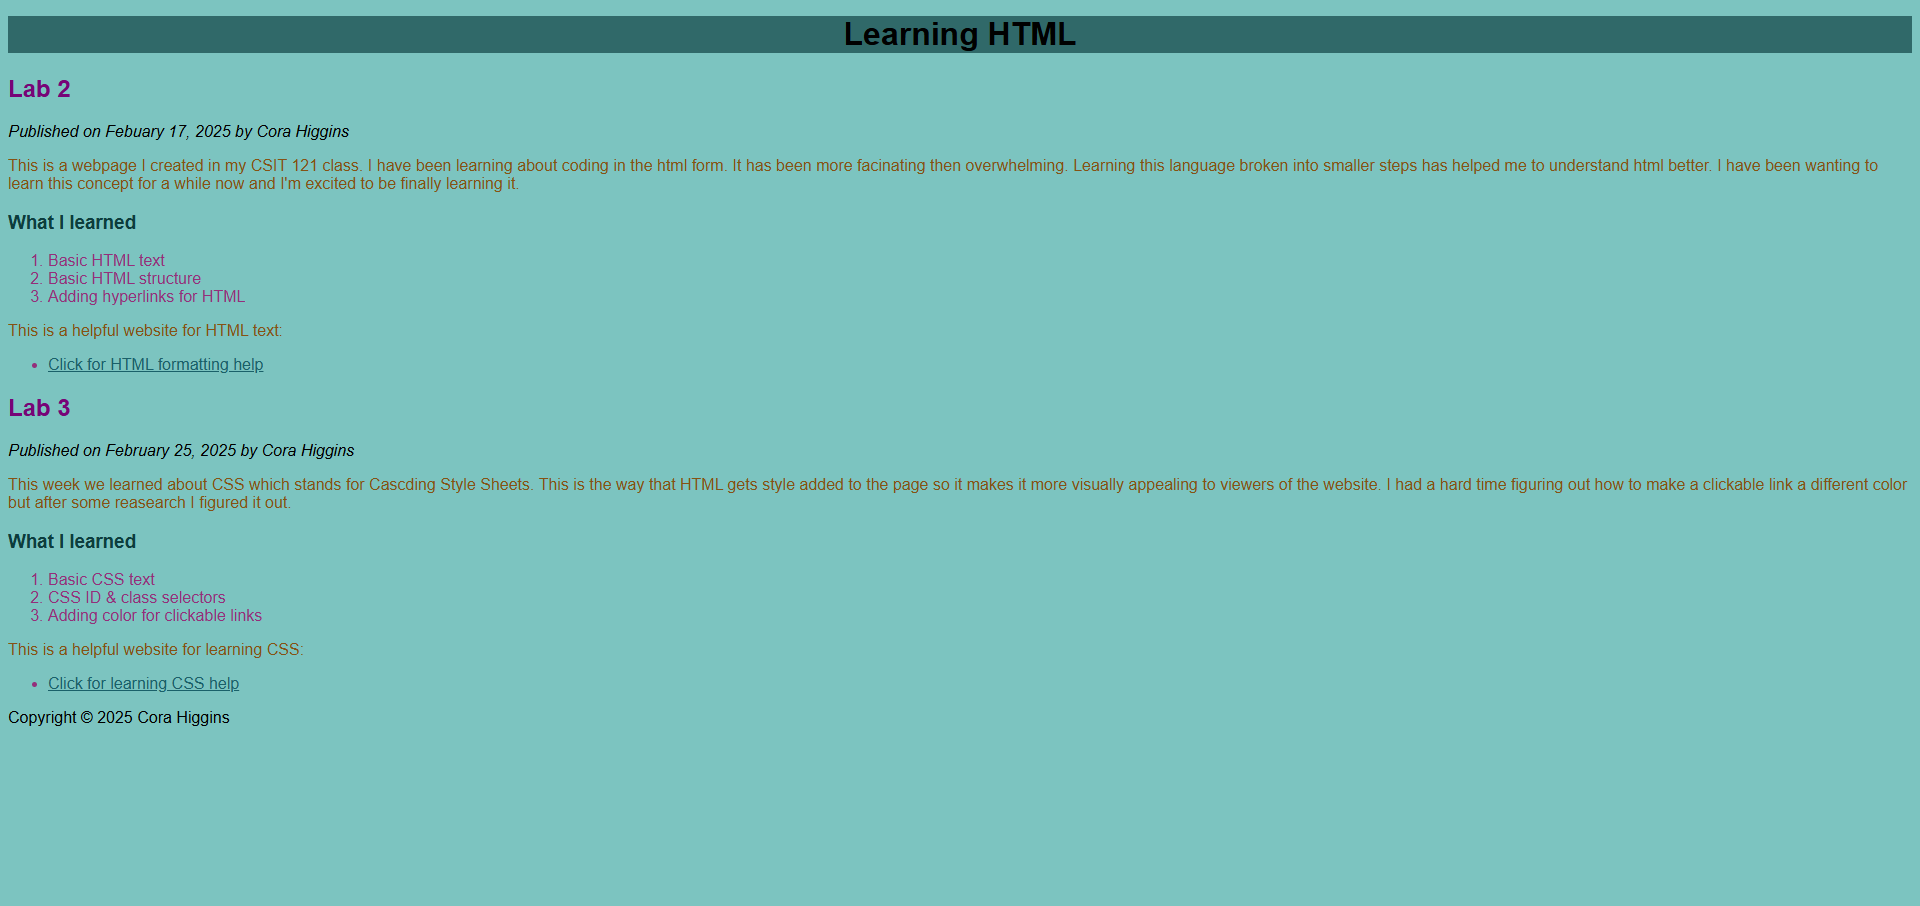 Learning HTML
Lab 2
Published on Febuary 17, 2025 by Cora Higgins
This is a webpage I created in my CSIT 121 class. I have been learning about coding in the html form. It has been more facinating then overwhelming. Learning this language broken into smaller steps has helped me to understand html better. I have been wanting to
learn this concept for a while now and I'm excited to be finally learning it.
What I learned
1. Basic HTML text
2. Basic HTML structure
3. Adding hyperlinks for HTML
This is a helpful website for HTML text:
• Click for HTML formatting help
Lab 3
Published on February 25, 2025 by Cora Higgins
This week we learned about CSS which stands for Cascding Style Sheets. This is the way that HTML gets style added to the page so it makes it more visually appealing to viewers of the website. I had a hard time figuring out how to make a clickable link a different color
but after some reasearch I figured it out.
What I learned
1. Basic CSS text
2. CSS ID & class selectors
3. Adding color for clickable links
This is a helpful website for learning CSS:
• Click for learning CSS help
Copyright © 2025 Cora Higgins